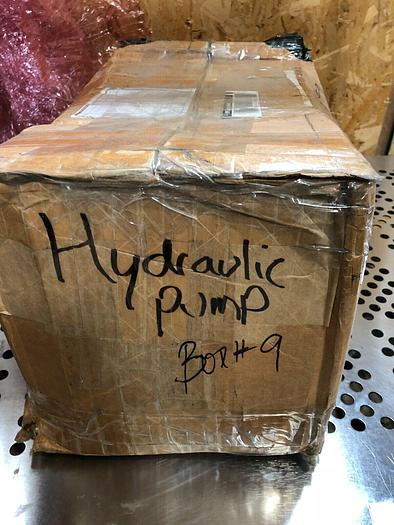 Hydraulic
pump
Box # 9